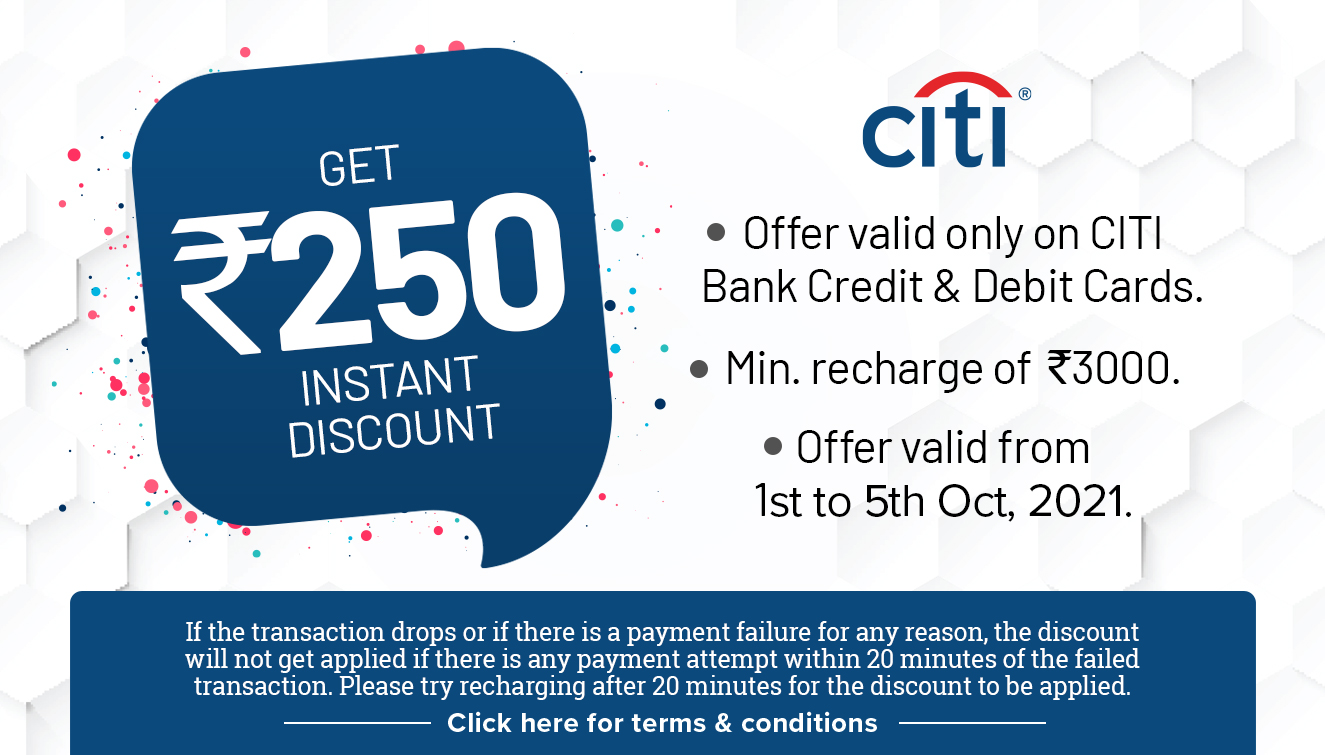 GET
₹250
INSTANT
DISCOUNT
citi®
• Offer valid only on CITI
Bank Credit & Debit Cards.
• Min. recharge of ₹3000.
• Offer valid from
1st to 5th Oct, 2021.
If the transaction drops or if there is a payment failure for any reason, the discount
will not get applied if there is any payment attempt within 20 minutes of the failed
transaction. Please try recharging after 20 minutes for the discount to be applied.
Click here for terms & conditions